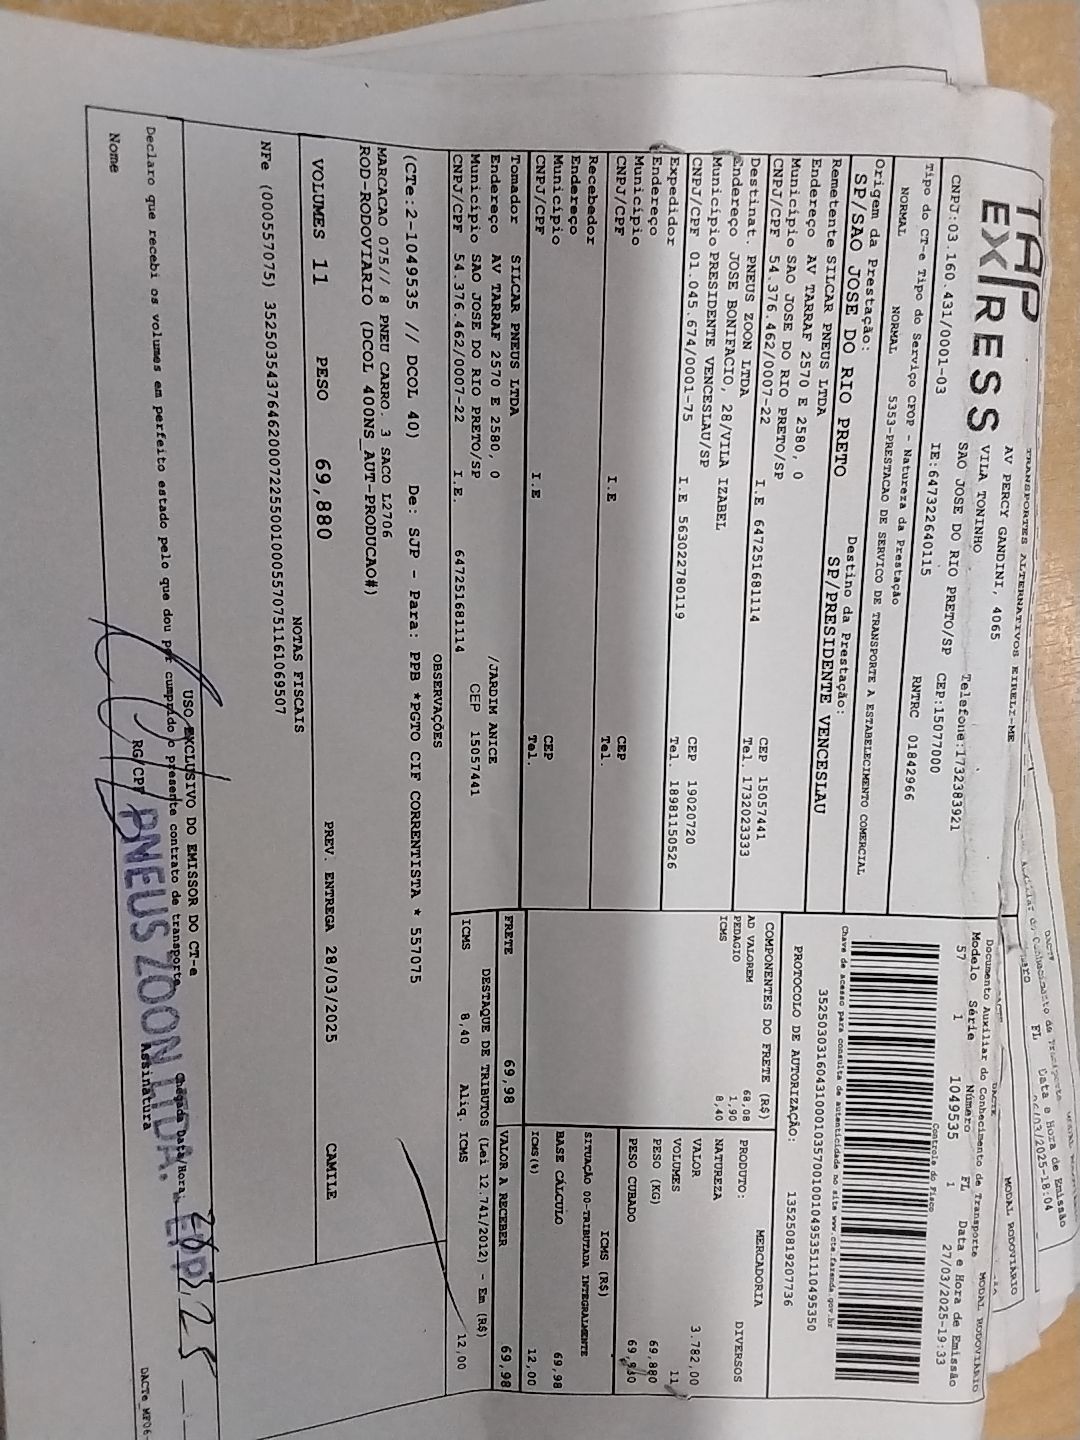 TAP EXPRESS
TRANSPORTES ALTERNATIVOS EIRELI-ME
AV PERCY GANDINI, 4065
VILA TONINHO
SAO JOSE DO RIO PRETO/SP CEP:15077000
Telefone:1732383921
CNPJ:03.160.431/0001-03 IE:647322640115 RNTRC 01842966
Tipo do CT-e Tipo do Serviço CFOP - Natureza da Prestação
NORMAL NORMAL 5353-PRESTACAO DE SERVICO DE TRANSPORTE A ESTABELECIMENTO COMERCIAL
Origem da Prestação: Destino da Prestação:
SP/SAO JOSE DO RIO PRETO SP/PRESIDENTE VENCESLAU
Remetente SILCAR PNEUS LTDA
Endereço AV TARRAF 2570 E 2580, 0
Município SAO JOSE DO RIO PRETO/SP CEP 15057441
CNPJ/CPF 54.376.462/0007-22 I.E 647251681114 Tel. 1732023333
Destinat. PNEUS ZOON LTDA
Endereço JOSE BONIFACIO, 28/VILA IZABEL
Município PRESIDENTE VENCESLAU/SP CEP 19020720
CNPJ/CPF 01.045.674/0001-75 I.E 563022780119 Tel. 18981150526
Expedidor
Endereço
Município CEP
CNPJ/CPF I.E Tel.
Recebedor
Endereço
Município CEP
CNPJ/CPF I.E Tel.
Tomador SILCAR PNEUS LTDA
Endereço AV TARRAF 2570 E 2580, 0 /JARDIM ANICE
Município SAO JOSE DO RIO PRETO/SP CEP 15057441
CNPJ/CPF 54.376.462/0007-22 I.E. 647251681114
DACTE MODAL RODOVIÁRIO
Documento Auxiliar do Conhecimento de Transporte
Modelo Série Número FL Data e Hora de Emissão
57 1 1049535 1 27/03/2025-19:33
Controle do Fisco
Chave de acesso para consulta de autenticidade no site www.cte.fazenda.gov.br
35250303160431000103570010010495351110495350
PROTOCOLO DE AUTORIZAÇÃO: 135250819207736
COMPONENTES DO FRETE (R$)
AD VALOREM 68,08
PEDAGIO 1,90
ICMS 8,40
FRETE 69,98
PRODUTO: MERCADORIA
NATUREZA DIVERSOS
VALOR 3.782,00
VOLUMES 11
PESO (KG) 69,880
PESO CUBADO
ICMS (R$)
SITUAÇÃO 00-TRIBUTADA INTEGRALMENTE
BASE CÁLCULO 69,98
ICMS(%) 12,00
VALOR A RECEBER 69,98
DESTAQUE DE TRIBUTOS (Lei 12.741/2012) - Em (R$)
ICMS 8,40 Aliq. ICMS 12,00
OBSERVAÇÕES
(CTe:2-1049535 // DCOL 40) De: SJP - Para: PPB *PGTO CIF CORRENTISTA * 557075
MARCACAO 075// 8 PNEU CARRO. 3 SACO L2706
ROD-RODOVIARIO (DCOL 400NS_AUT-PRODUCAO#)
VOLUMES 11 PESO 69,880 PREV. ENTREGA 28/03/2025 CAMILE
NOTAS FISCAIS
NFe (000557075) 35250354376462000722550010005570751161069507
USO EXCLUSIVO DO EMISSOR DO CT-e
Declaro que recebi os volumes em perfeito estado pelo que dou por cumprido o presente contrato de transporte. Chegada Data/Hora
Nome RG/CPF Assinatura
PNEUS ZOON LTDA. EPP
DACTe_MF06-